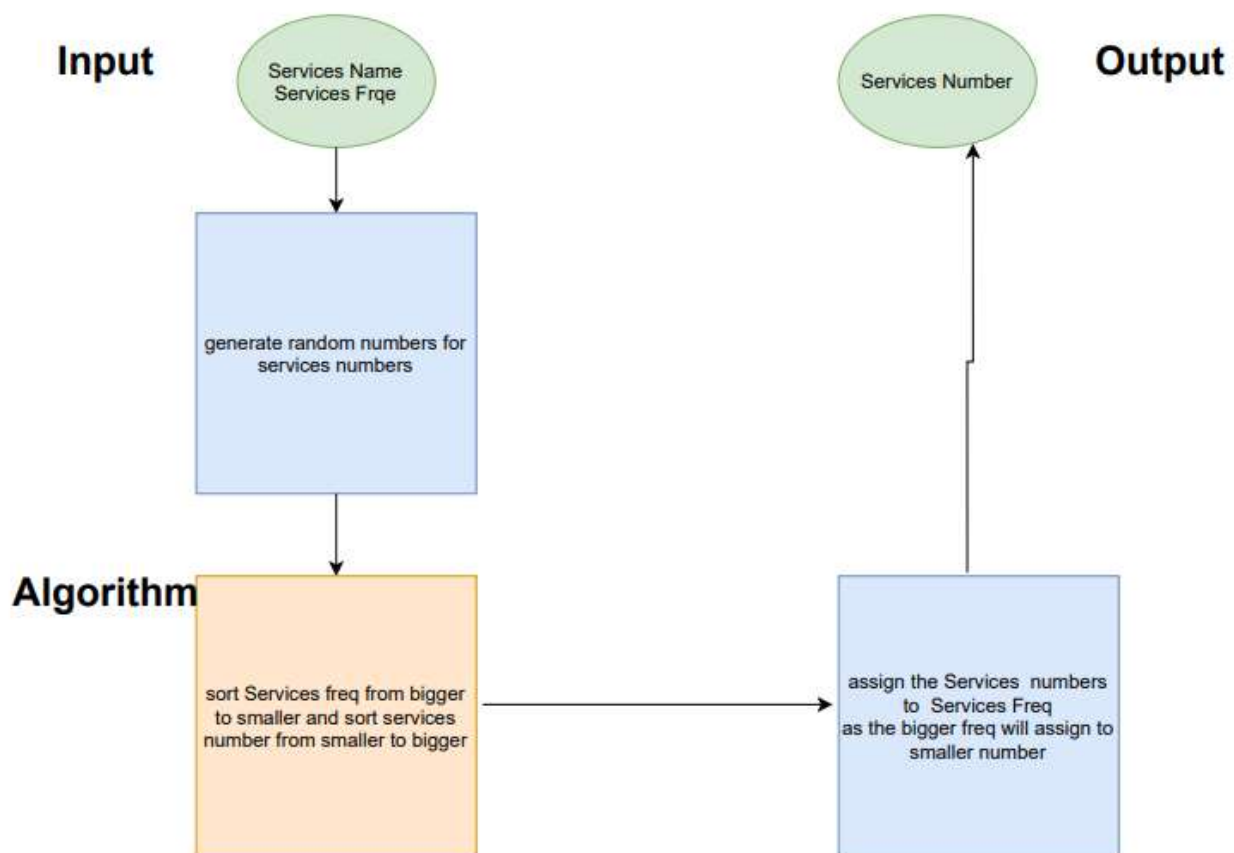 Input
Services Name
Services Frqe
generate random numbers for
services numbers
Algorithm
sort Services freq from bigger
to smaller and sort services
number from smaller to bigger
assign the Services  numbers
to  Services Freq
as the bigger freq will assign to
smaller number
Services Number
Output